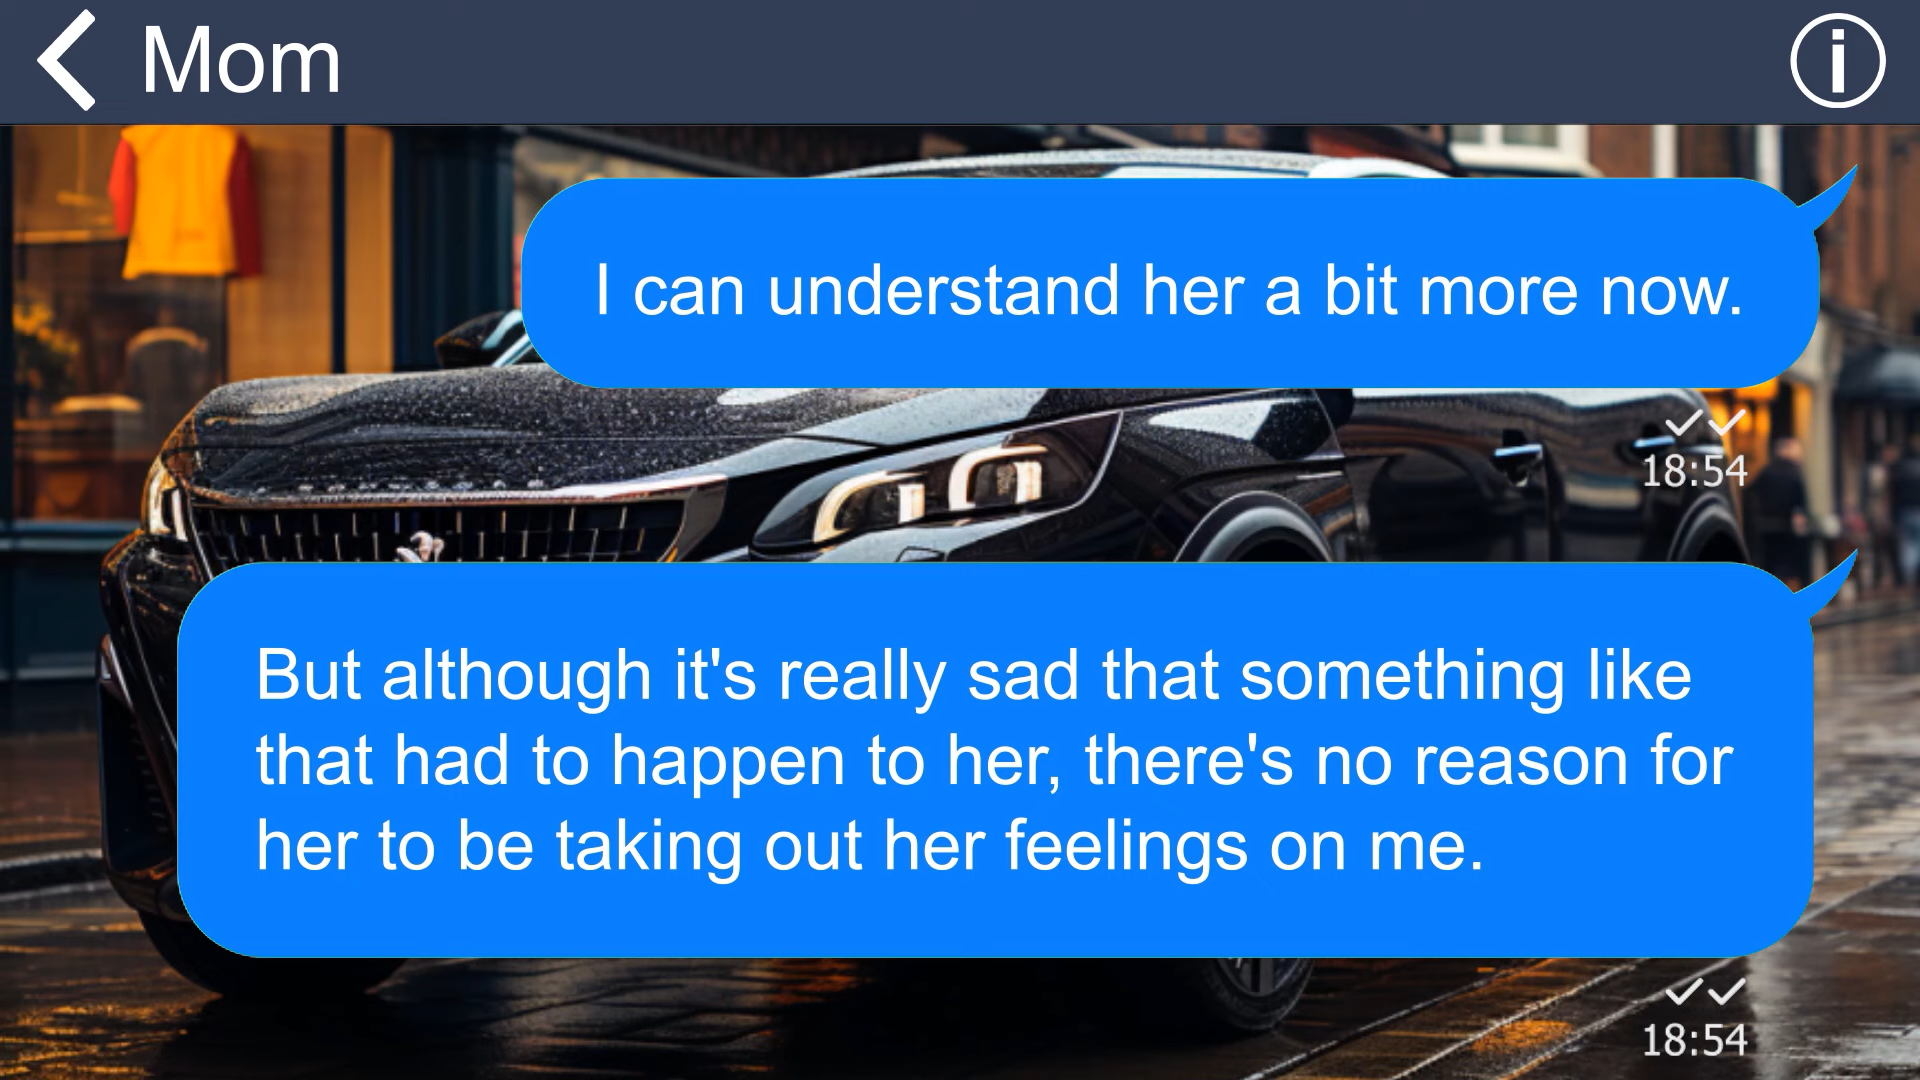 Mom
I can understand her a bit more now.
18:54
But although it's really sad that something like
that had to happen to her, there's no reason for
her to be taking out her feelings on me.
18:54